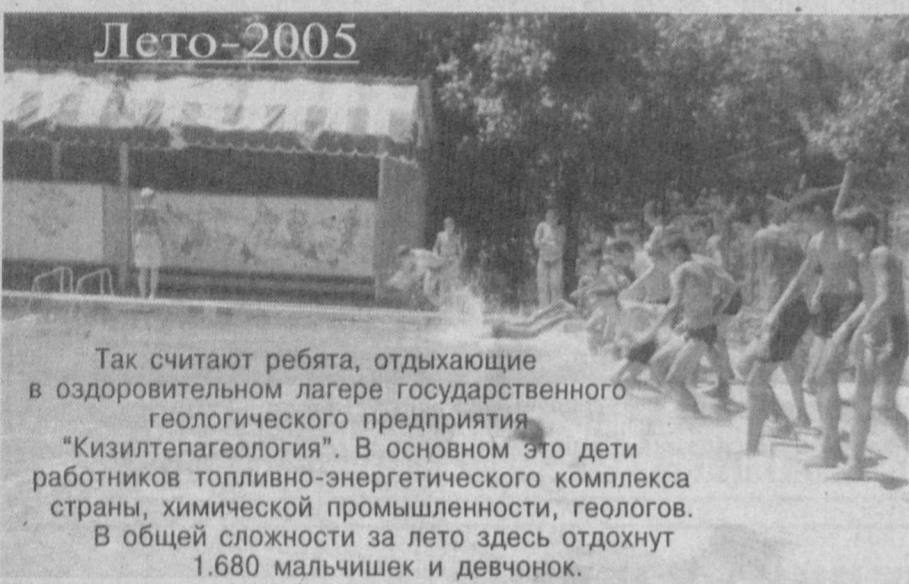 Лето-2005
Так считают ребята, отдыхающие
в оздоровительном лагере государственного
геологического предприятия
"Кизилтепагеология". В основном это дети
работников топливно-энергетического комплекса
страны, химической промышленности, геологов.
В общей сложности за лето здесь отдохнут
1.680 мальчишек и девчонок.